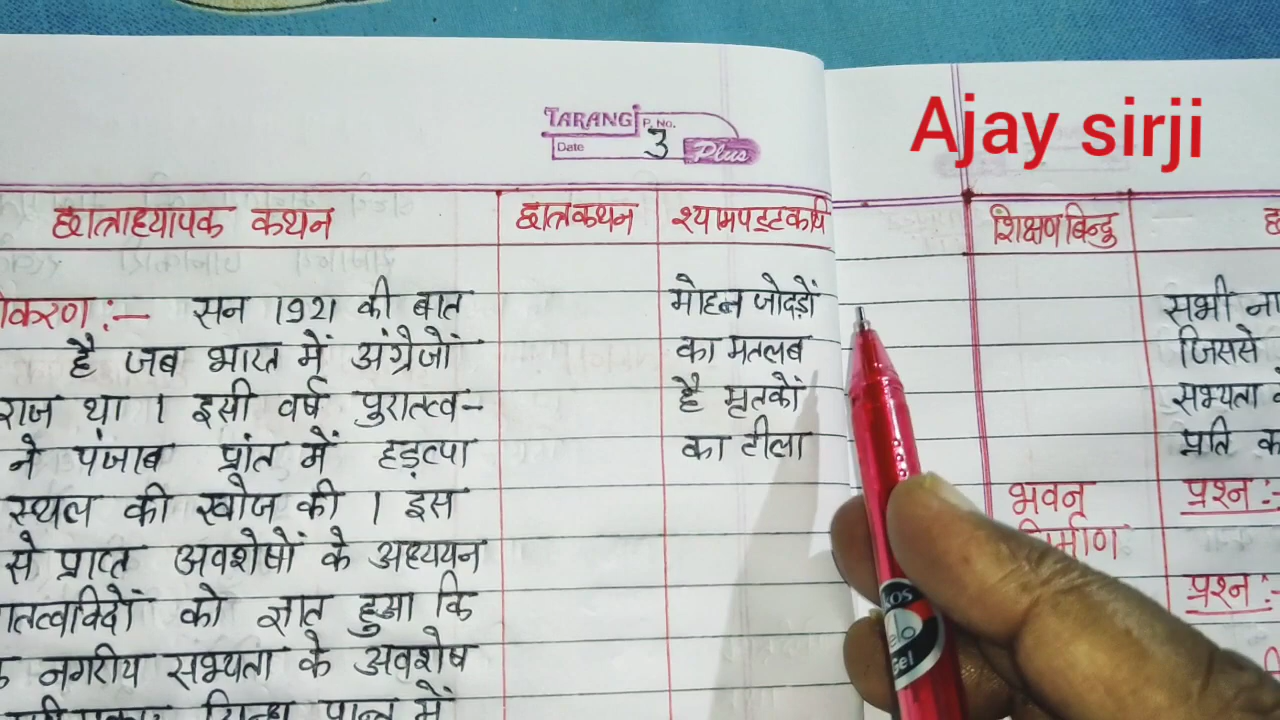 Ajay sirji
TARANG P. No. 3
Date Plus
छात्राध्यापक कथन
छात्रकथन
श्यामपट्टकार्य
करण :— सन 1921 की बात
है जब भारत में अंग्रेजों
राज था । इसी वर्ष पुरातत्व-
ने पंजाब प्रांत में हड़प्पा
स्थल की खोज की । इस
से प्राप्त अवशेषों के अध्ययन
को ज्ञात हुआ कि
नगरीय सभ्यता के अवशेष
प्रान्त में
मोहन जोदड़ों
का मतलब
है मृतकों
का टीला
शिक्षण बिन्दु
सभी
जिससे
सभ्यता
प्रति
भवन
निर्माण
प्रश्न :-
प्रश्न :-
Gel